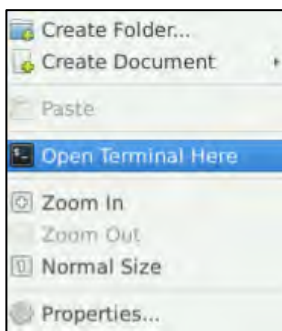 Create Folder...
Create Document
Paste
Open Terminal Here
Zoom In
Zoom Out
Normal Size
Properties...